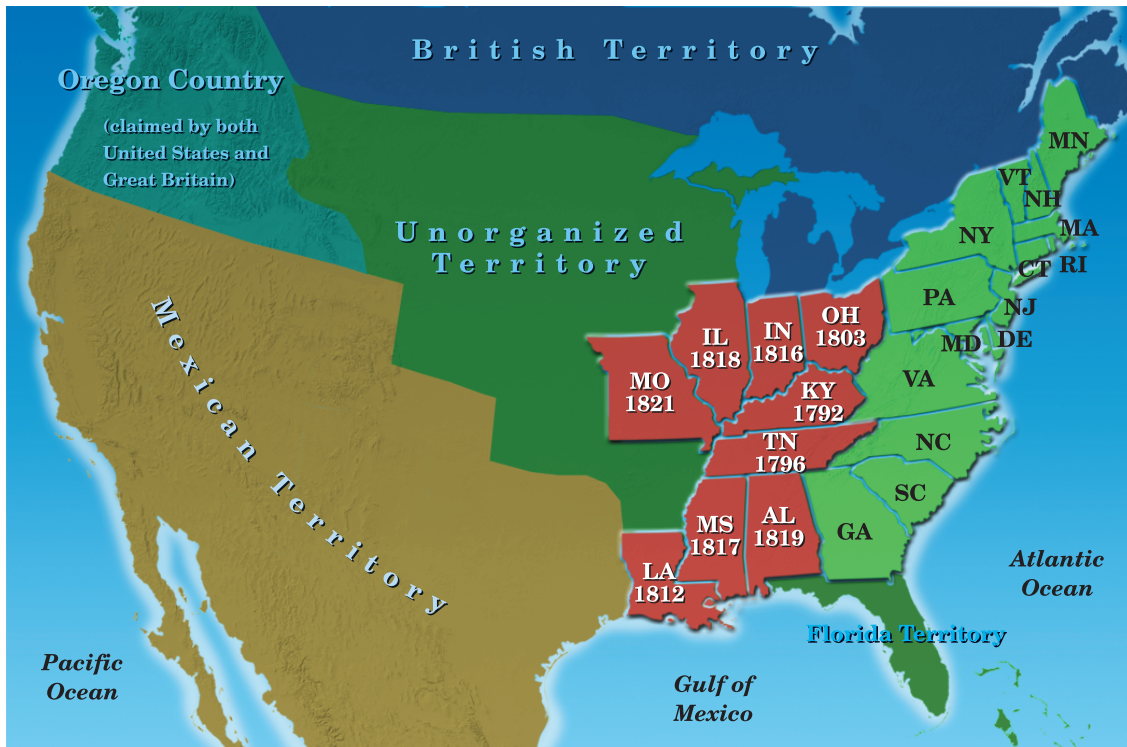 British Territory
Oregon Country
(claimed by both
United States and
Great Britain)
Unorganized
Territory
Mexican Territory
MN
VT
NH
MA
NY
CT
RI
PA
NJ
MD
DE
VA
NC
SC
GA
OH
1803
IN
1816
IL
1818
MO
1821
KY
1792
TN
1796
MS
1817
AL
1819
LA
1812
Atlantic
Ocean
Florida Territory
Pacific
Ocean
Gulf of
Mexico